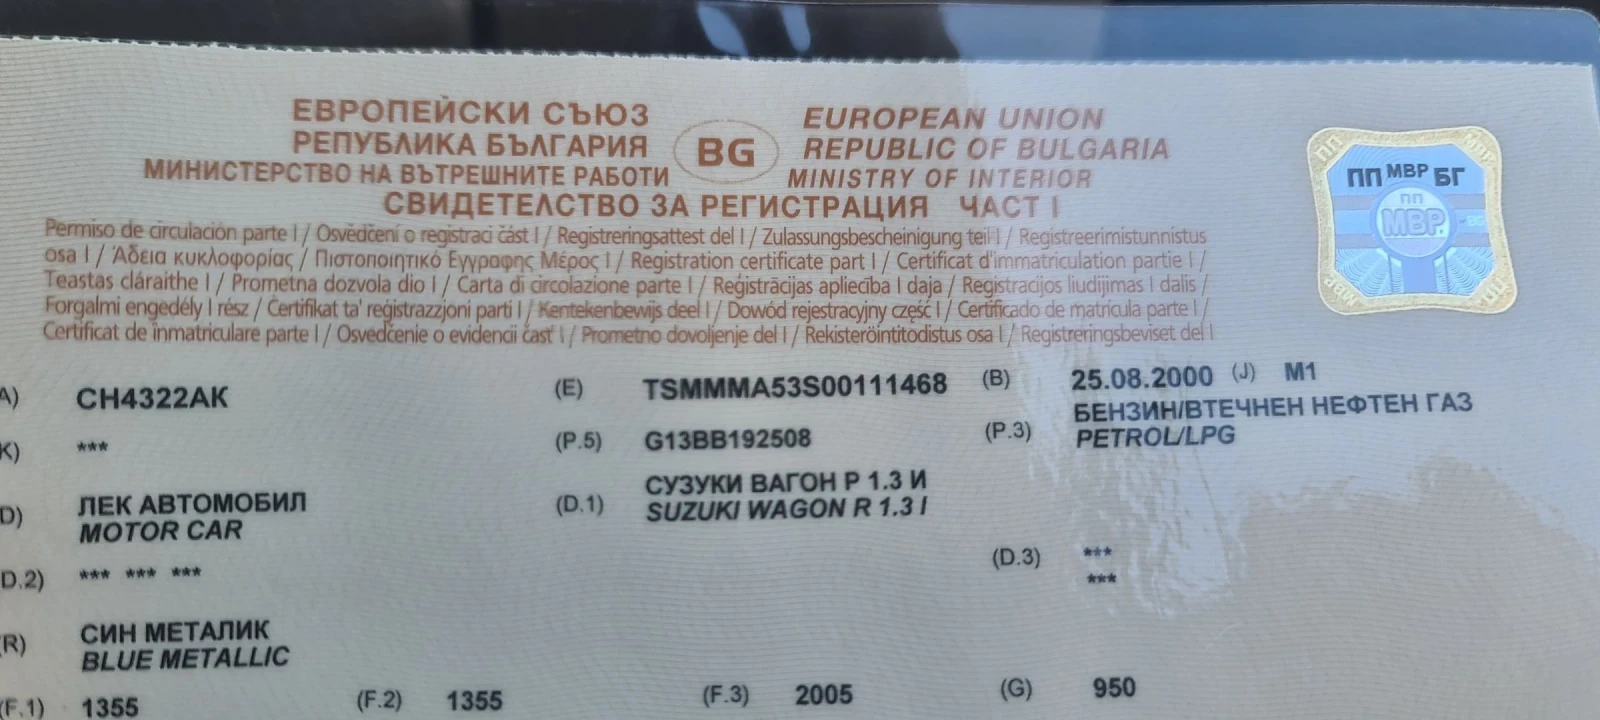 ЕВРОПЕЙСКИ СЪЮЗ
РЕПУБЛИКА БЪЛГАРИЯ
МИНИСТЕРСТВО НА ВЪТРЕШНИТЕ РАБОТИ
BG
EUROPEAN UNION
REPUBLIC OF BULGARIA
MINISTRY OF INTERIOR
СВИДЕТЕЛСТВО ЗА РЕГИСТРАЦИЯ ЧАСТ I
ПП МВР БГ
ПП
МВР
Permiso de circulación parte I / Osvědčení o registraci část I / Registreringsattest del I / Zulassungsbescheinigung teil I / Registreerimistunnistus
osa I / Άδεια κυκλοφορίας / Πιστοποιητικό Εγγραφης Μέρος I / Registration certificate part I / Certificat d'immatriculation partie I /
Teastas cláraithe I / Prometna dozvola dio I / Carta di circolazione parte I / Reģistrācijas apliecība I daja / Registracijos liudijimas I dalis /
Forgalmi engedély I rész / Certifikat ta' reġistrazzjoni parti I / Kentekenbewijs deel I / Dowód rejestracyjny część I / Certificado de matrícula parte I /
Certificat de înmatriculare parte I / Osvedčenie o evidencii časť I / Prometno dovoljenje del I / Rekisteröintitodistus osa I / Registreringsbeviset del I
A) CH4322AK (E) TSMMMA53S00111468 (B) 25.08.2000 (J) M1
K) *** (P.5) G13BB192508 (P.3) БЕНЗИН/ВТЕЧНЕН НЕФТЕН ГАЗ
PETROL/LPG
D) ЛЕК АВТОМОБИЛ (D.1) СУЗУКИ ВАГОН Р 1.3 И
MOTOR CAR SUZUKI WAGON R 1.3 I
D.2) *** *** *** (D.3) ***
***
R) СИН МЕТАЛИК
BLUE METALLIC
(F.1) 1355 (F.2) 1355 (F.3) 2005 (G) 950